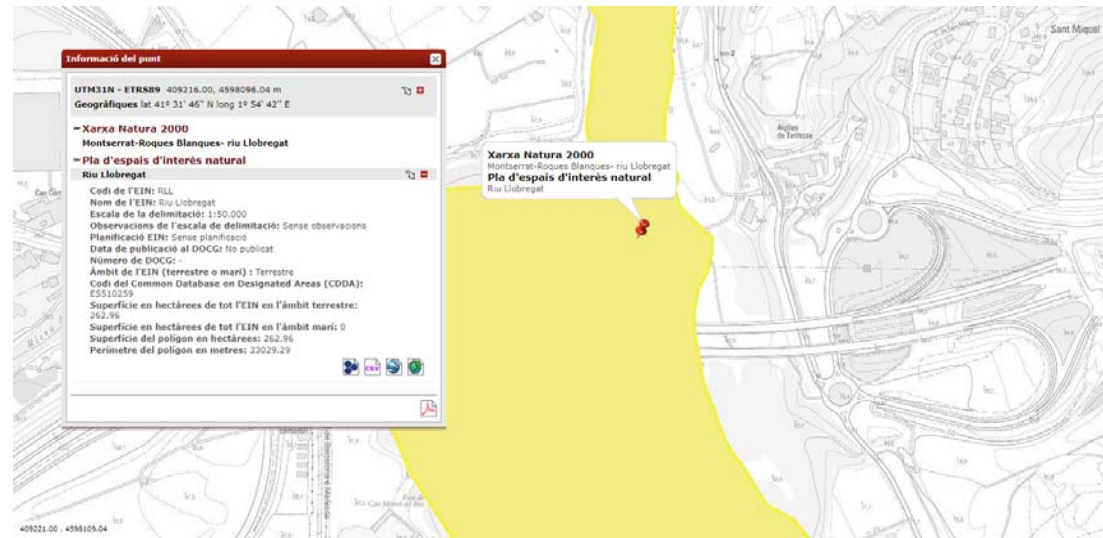 Informació del punt
UTM31N - ETRS89 409216.00, 4598096.04 m
Geogràfiques lat 41º 31' 46" N long 1º 54' 42" E
Xarxa Natura 2000
Montserrat-Roques Blanques- riu Llobregat
Pla d'espais d'interès natural
Riu Llobregat
Codi de l'EIN: RLL
Nom de l'EIN: Riu Llobregat
Escala de la delimitació: 1:50.000
Observacions de l'escala de delimitació: Sense observacions
Planificació EIN: Sense planificació
Data de publicació al DOCG: No publicat
Número de DOCG: -
Àmbit de l'EIN (terrestre o marí) : Terrestre
Codi del Common Database on Designated Areas (CDDA):
ES510259
Superfície en hectàrees de tot l'EIN en l'àmbit terrestre:
262.96
Superfície en hectàrees de tot l'EIN en l'àmbit marí: 0
Superfície del polígon en hectàrees: 262.96
Perímetre del polígon en metres: 33029.29
CSV
Xarxa Natura 2000
Montserrat-Roques Blanques- riu Llobregat
Pla d'espais d'interès natural
Riu Llobregat
Sant Miquel
Aigües
de Terrassa
409221.00 , 4598109.04